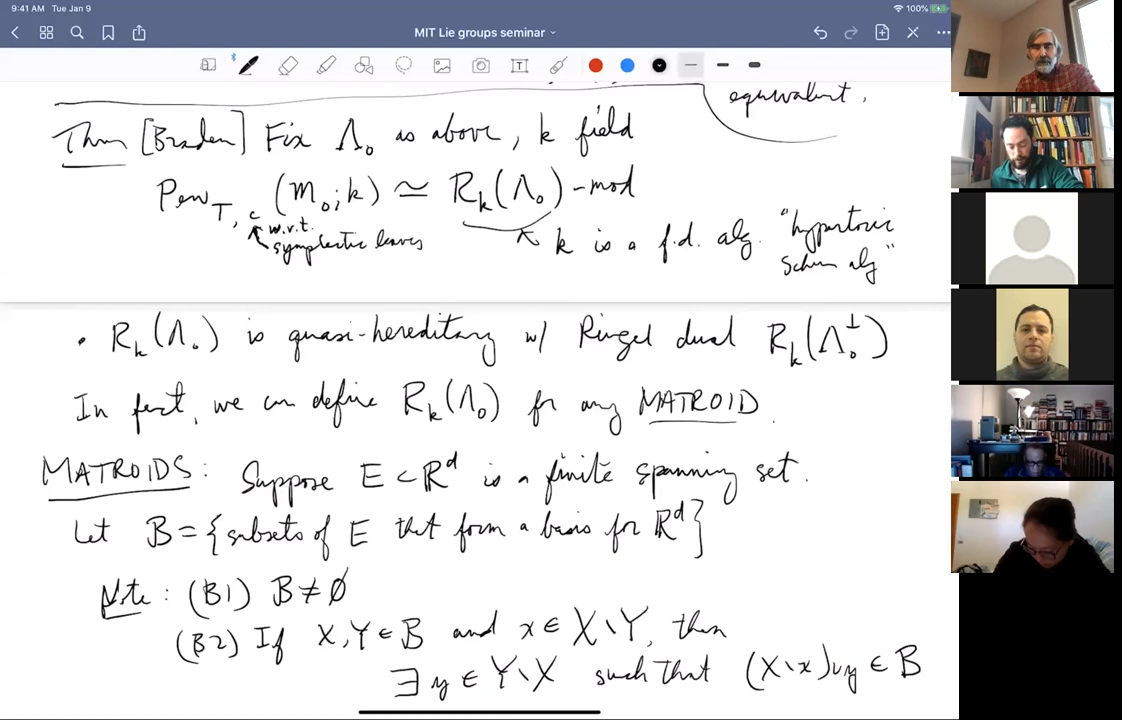 9:41 AM Tue Jan 9
100%
MIT Lie groups seminar
equivalent.
Thm [Braden] Fix Λ₀ as above, k field
Perv_{T,c} (m₀; k) ≃ R_k(Λ₀)-mod
w.r.t. symplectic leaves
k is a f.d. alg. "hypertoric
Schur alg"
• R_k(Λ₀) is quasi-hereditary w/ Ringel dual R_k(Λ₀^⊥)
In fact, we can define R_k(Λ₀) for any MATROID.
MATROIDS: Suppose E ⊂ ℝ^d is a finite spanning set.
Let B = {subsets of E that form a basis for ℝ^d}
Note: (B1) B ≠ ∅
(B2) If X, Y ∈ B and x ∈ X∖Y, then
∃ y ∈ Y∖X such that (X∖x)∪y ∈ B